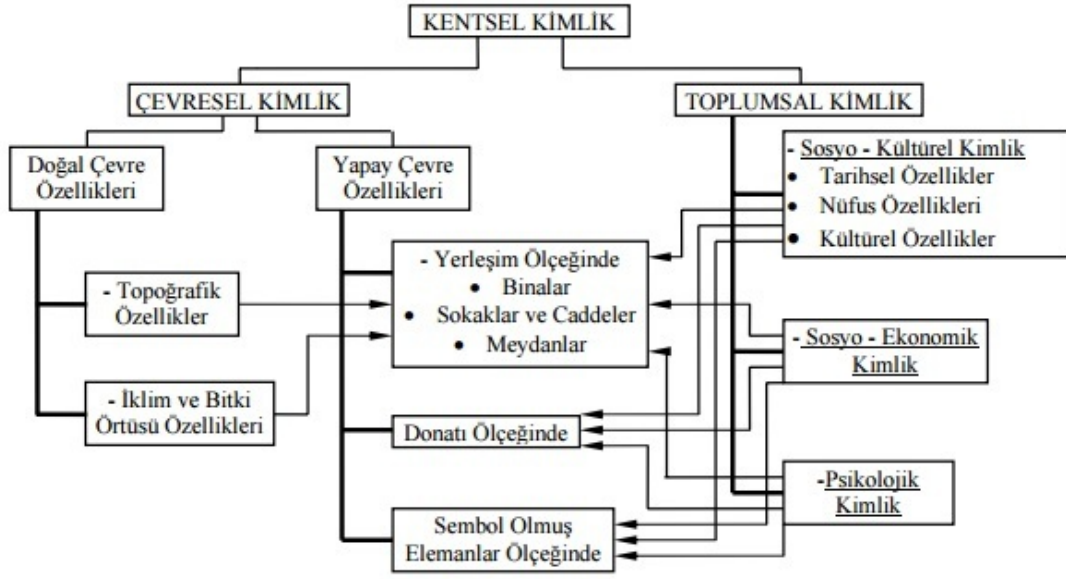 KENTSEL KİMLİK
ÇEVRESEL KİMLİK
TOPLUMSAL KİMLİK
Doğal Çevre
Özellikleri
Yapay Çevre
Özellikleri
- Sosyo - Kültürel Kimlik
• Tarihsel Özellikler
• Nüfus Özellikleri
• Kültürel Özellikler
- Topoğrafik
Özellikler
- Yerleşim Ölçeğinde
• Binalar
• Sokaklar ve Caddeler
• Meydanlar
- Sosyo - Ekonomik
Kimlik
- İklim ve Bitki
Örtüsü Özellikleri
Donatı Ölçeğinde
-Psikolojik
Kimlik
Sembol Olmuş
Elemanlar Ölçeğinde